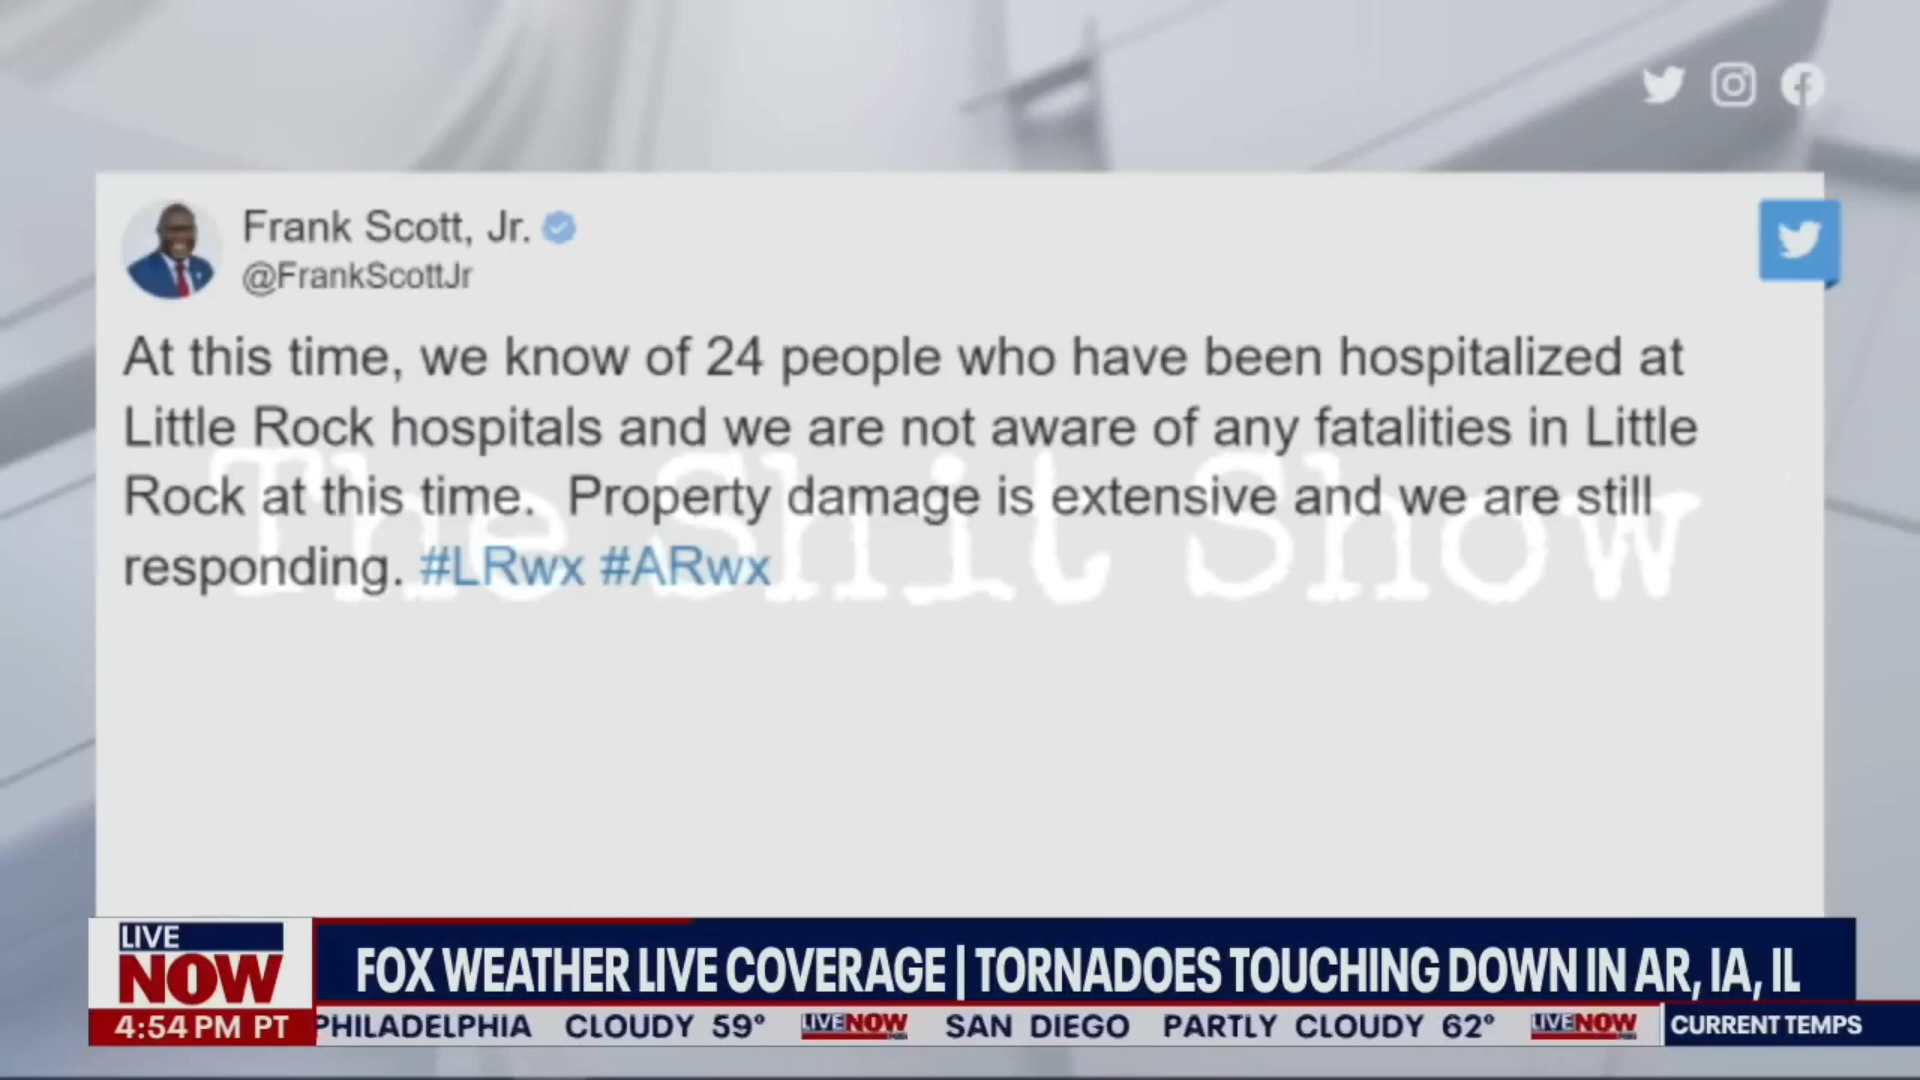 Frank Scott, Jr.
@FrankScottJr
At this time, we know of 24 people who have been hospitalized at
Little Rock hospitals and we are not aware of any fatalities in Little
Rock at this time.  Property damage is extensive and we are still
responding. #LRwx #ARwx
The Shit Show
LIVE
NOW
FOX WEATHER LIVE COVERAGE | TORNADOES TOUCHING DOWN IN AR, IA, IL
4:54 PM PT
PHILADELPHIA CLOUDY 59° LIVENOW SAN DIEGO PARTLY CLOUDY 62° LIVENOW CURRENT TEMPS